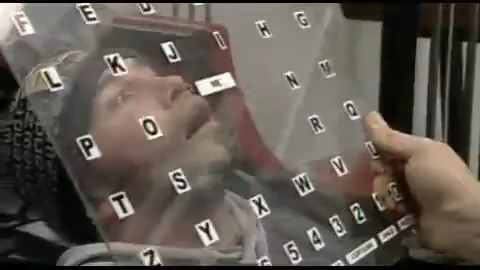 F E D I H G
L K J N M
P O R Q
T S X W V U
Z Y 5 4 3 2